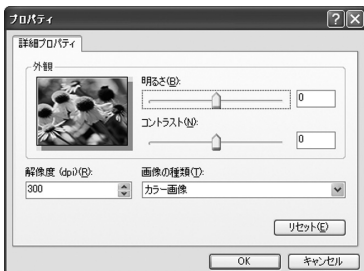 プロパティ
詳細プロパティ
外観
明るさ(B):
0
コントラスト(N):
0
解像度 (dpi)(R):
300
画像の種類(T):
カラー画像
リセット(E)
OK
キャンセル